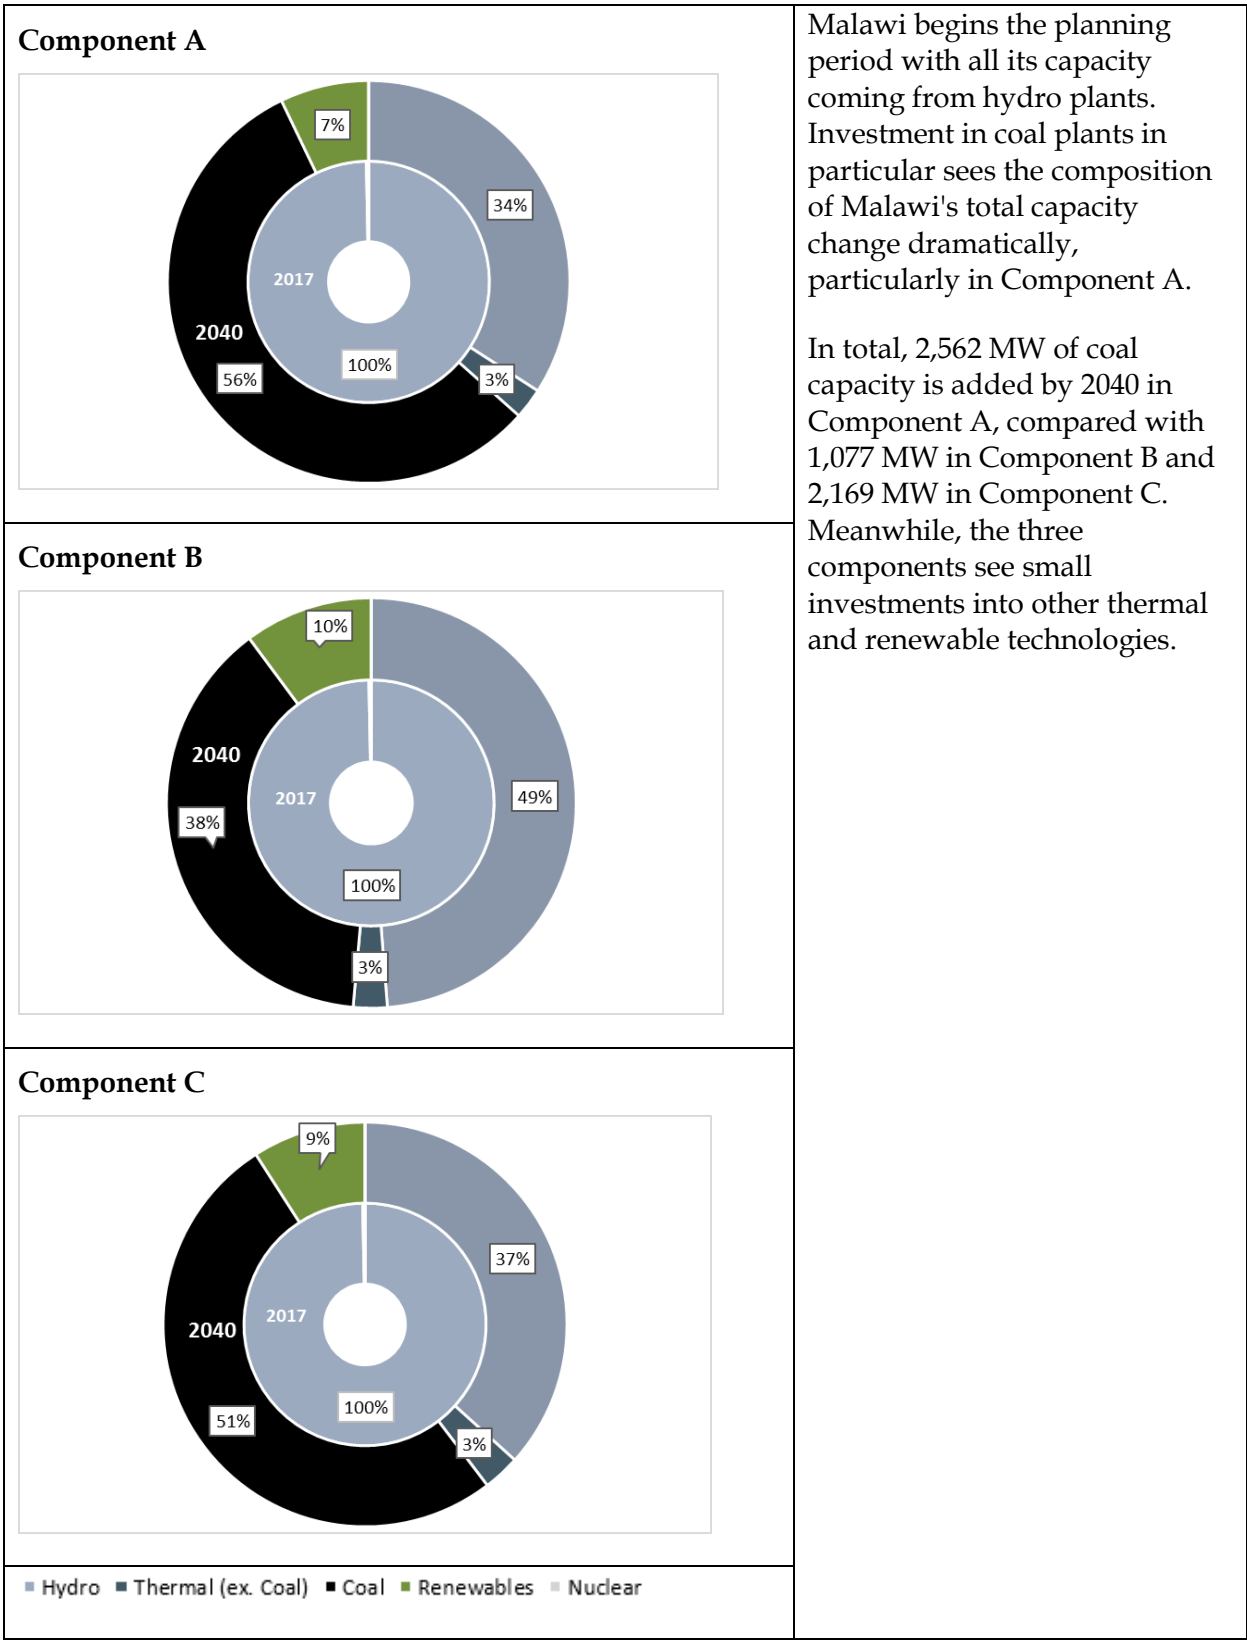 Component A
7%
34%
2017
2040
100%
56%
3%
Component B
10%
2040
2017
49%
38%
100%
3%
Component C
9%
37%
2017
2040
100%
51%
3%
Hydro Thermal (ex. Coal) Coal Renewables Nuclear
Malawi begins the planning
period with all its capacity
coming from hydro plants.
Investment in coal plants in
particular sees the composition
of Malawi's total capacity
change dramatically,
particularly in Component A.
In total, 2,562 MW of coal
capacity is added by 2040 in
Component A, compared with
1,077 MW in Component B and
2,169 MW in Component C.
Meanwhile, the three
components see small
investments into other thermal
and renewable technologies.